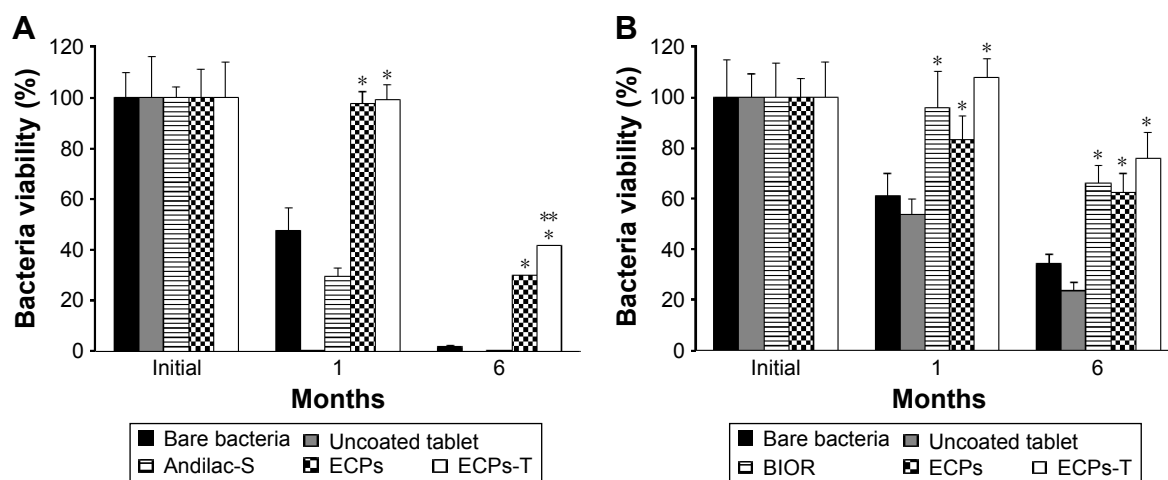 A
Bacteria viability (%)
120
100
80
60
40
20
0
* *
* **
*
Initial 1 6
Months
Bare bacteria Uncoated tablet
Andilac-S ECPs ECPs-T
B
Bacteria viability (%)
120
100
80
60
40
20
0
* * *
* * *
Initial 1 6
Months
Bare bacteria Uncoated tablet
BIOR ECPs ECPs-T